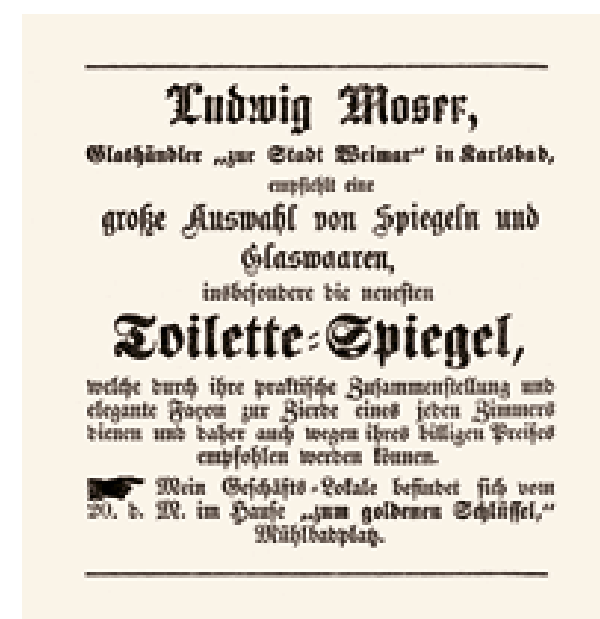 Ludwig Moser,
Glashändler „zur Stadt Weimar“ in Karlsbad,
empfiehlt eine
große Auswahl von Spiegeln und
Glaswaaren,
insbesondere die neuesten
Toilette-Spiegel,
welche durch ihre praktische Zusammenstellung und
elegante Façon zur Zierde eines jeden Zimmers
dienen und daher auch wegen ihres billigen Preises
empfohlen werden können.
Mein Geschäfts-Lokale befindet sich vom
20. d. M. im Hause „zum goldenen Schlüssel,“
Mühlbadplatz.